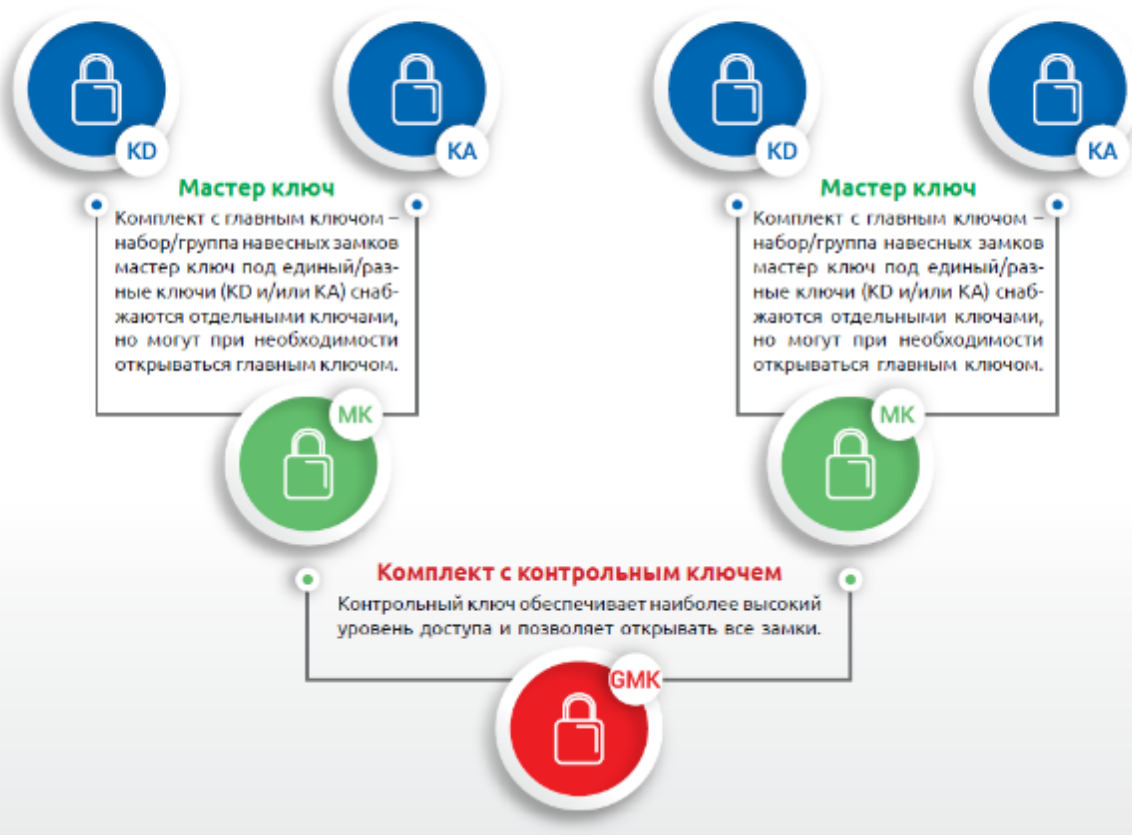 KD
KA
KD
KA
Мастер ключ
Комплект с главным ключом –
набор/группа навесных замков
мастер ключ под единый/раз-
ные ключи (KD и/или KA) снаб-
жаются отдельными ключами,
но могут при необходимости
открываться главным ключом.
Мастер ключ
Комплект с главным ключом –
набор/группа навесных замков
мастер ключ под единый/раз-
ные ключи (KD и/или KA) снаб-
жаются отдельными ключами,
но могут при необходимости
открываться главным ключом.
MK
MK
Комплект с контрольным ключем
Контрольный ключ обеспечивает наиболее высокий
уровень доступа и позволяет открывать все замки.
GMK